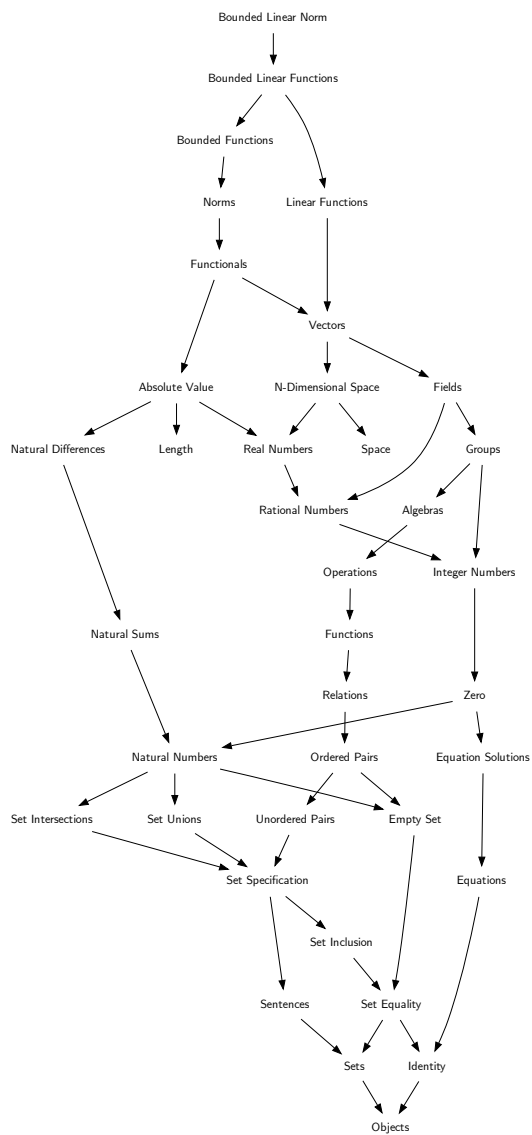 Bounded Linear Norm
Bounded Linear Functions
Bounded Functions
Norms
Linear Functions
Functionals
Vectors
Absolute Value
N-Dimensional Space
Fields
Natural Differences
Length
Real Numbers
Space
Groups
Rational Numbers
Algebras
Operations
Integer Numbers
Natural Sums
Functions
Relations
Zero
Natural Numbers
Ordered Pairs
Equation Solutions
Set Intersections
Set Unions
Unordered Pairs
Empty Set
Set Specification
Equations
Set Inclusion
Sentences
Set Equality
Sets
Identity
Objects